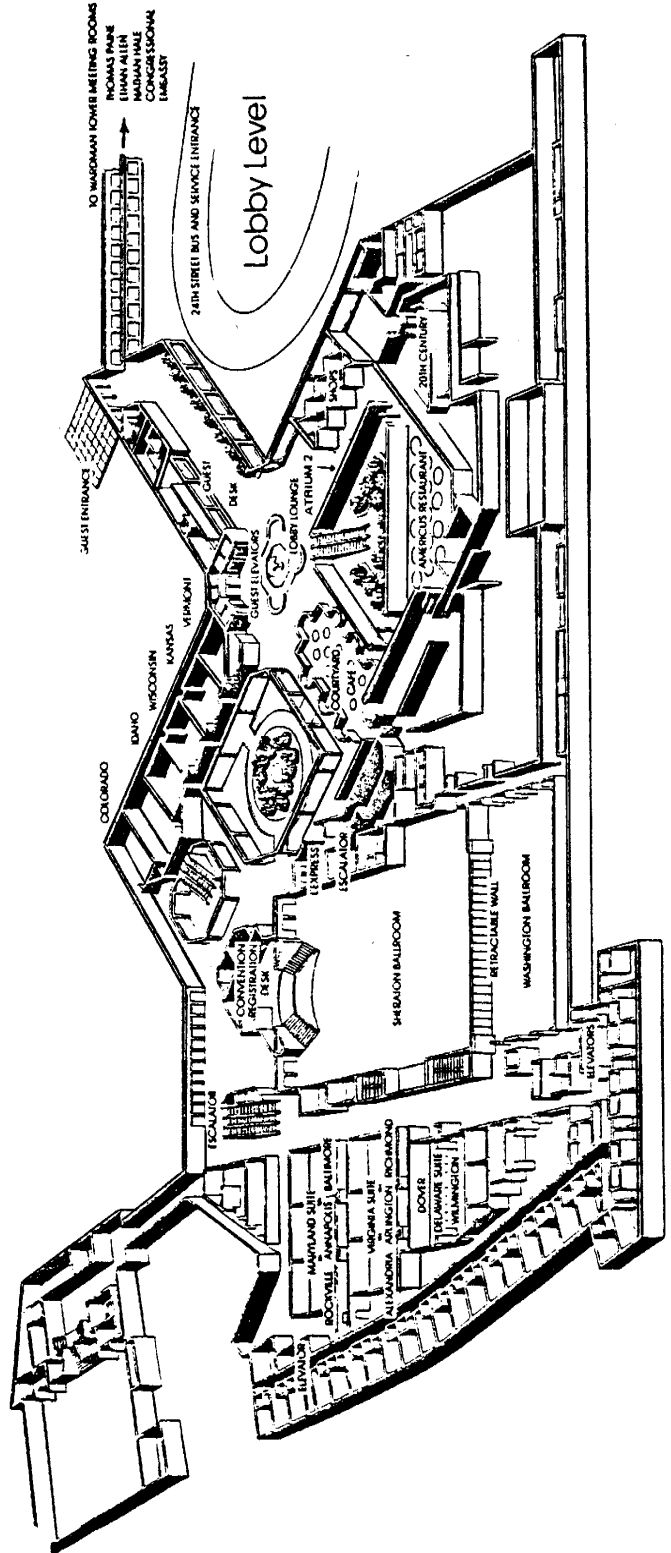 TO WARDMAN TOWER MEETING ROOMS
THOMAS PAINE
ETHAN ALLEN
NATHAN HALE
CONGRESSIONAL
EMBASSY
24TH STREET BUS AND SERVICE ENTRANCE
Lobby Level
GUEST ENTRANCE
GUEST
DESK
SHOPS
20TH CENTURY
ATRIUM 2
LOBBY LOUNGE
GUEST ELEVATORS
AMERICUS RESTAURANT
COURTYARD
CAFE
VERMONT
KANSAS
WISCONSIN
IDAHO
COLORADO
EXPRESS
ESCALATOR
CONVENTION
REGISTRATION
DESK
SHERATON BALLROOM
RETRACTABLE WALL
WASHINGTON BALLROOM
ESCALATOR
ELEVATORS
MARYLAND SUITE
ROCKVILLE ANNAPOLIS BALTIMORE
VIRGINIA SUITE
ALEXANDRIA ARLINGTON RICHMOND
DOVER
DELAWARE SUITE
WILMINGTON
ELEVATOR